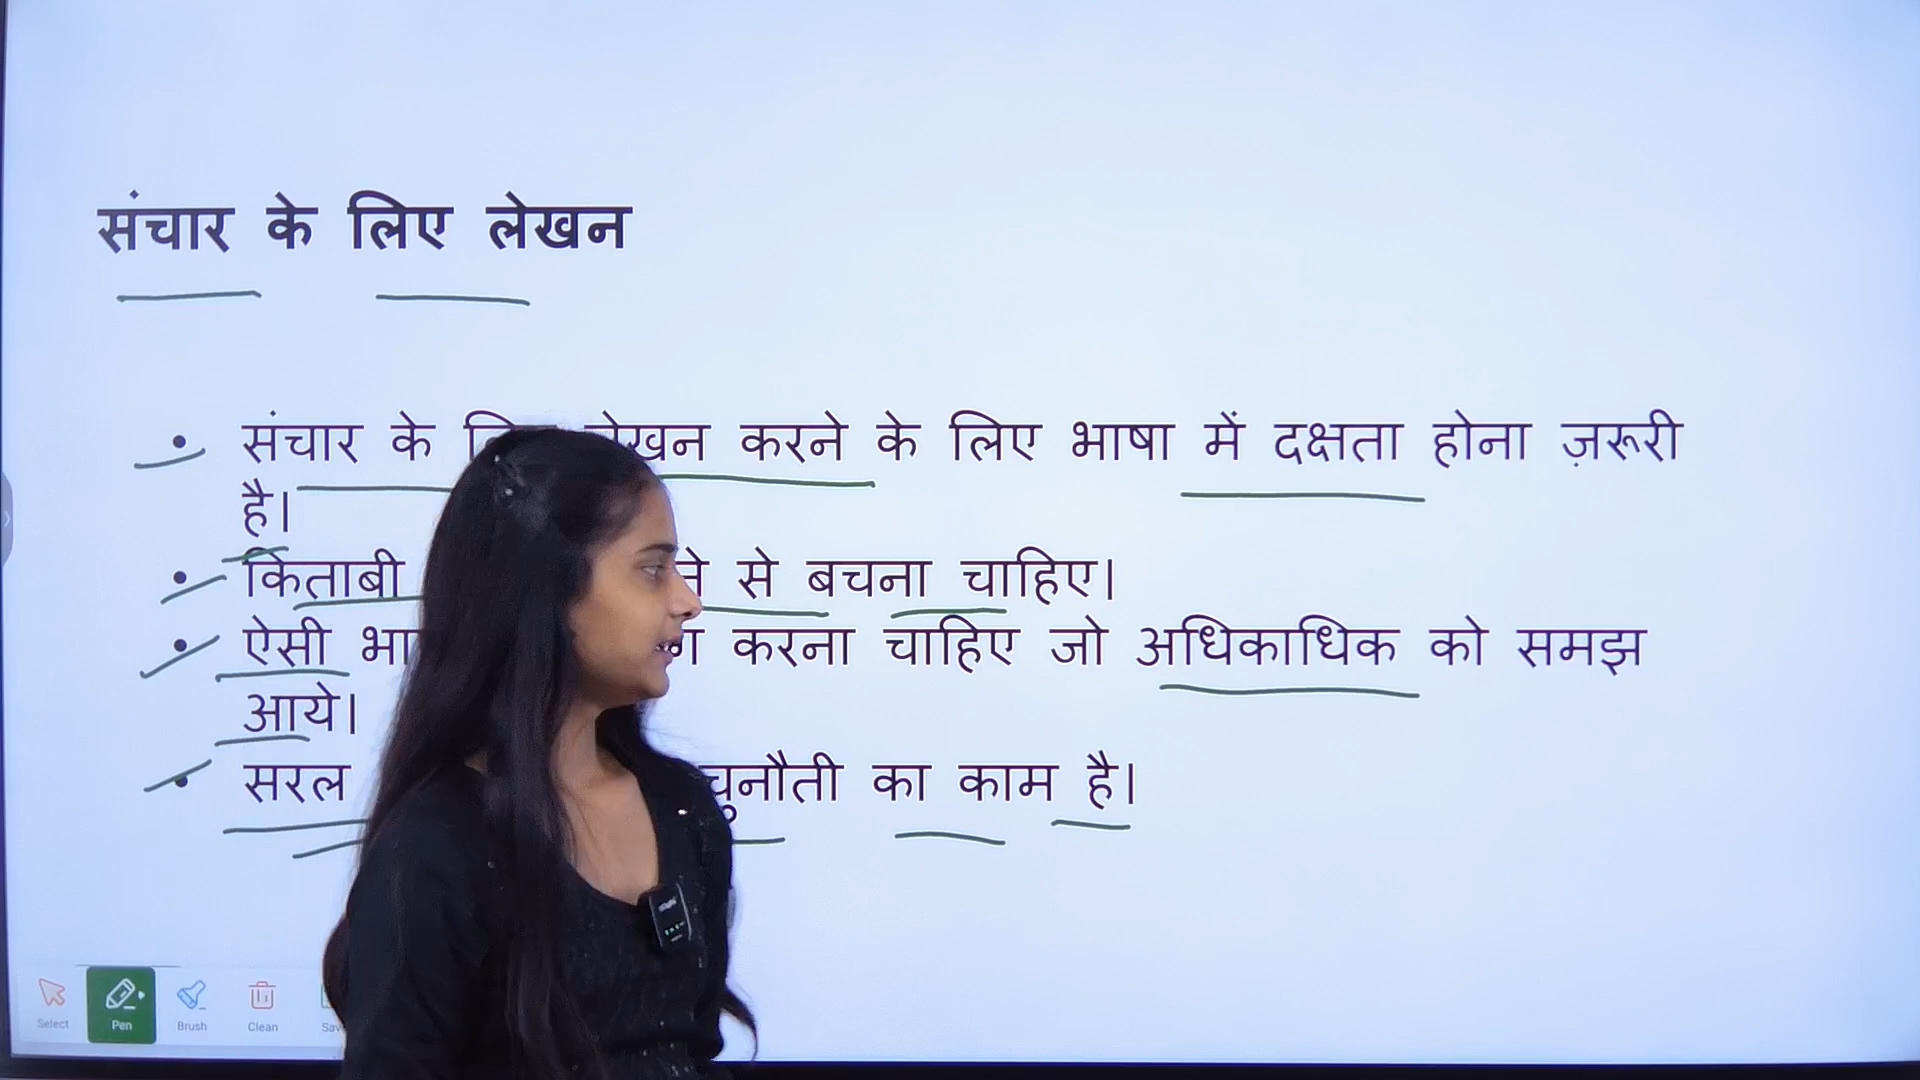 संचार के लिए लेखन
संचार के लेखन करने के लिए भाषा में दक्षता होना ज़रूरी
है।
किताबी से बचना चाहिए।
ऐसी करना चाहिए जो अधिकाधिक को समझ
आये।
सरल चुनौती का काम है।
Select
Pen
Brush
Clean